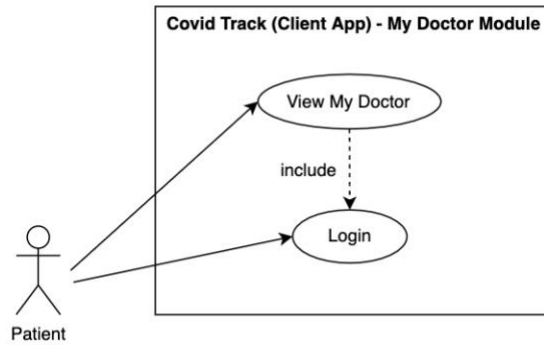 Covid Track (Client App) - My Doctor Module
View My Doctor
include
Login
Patient